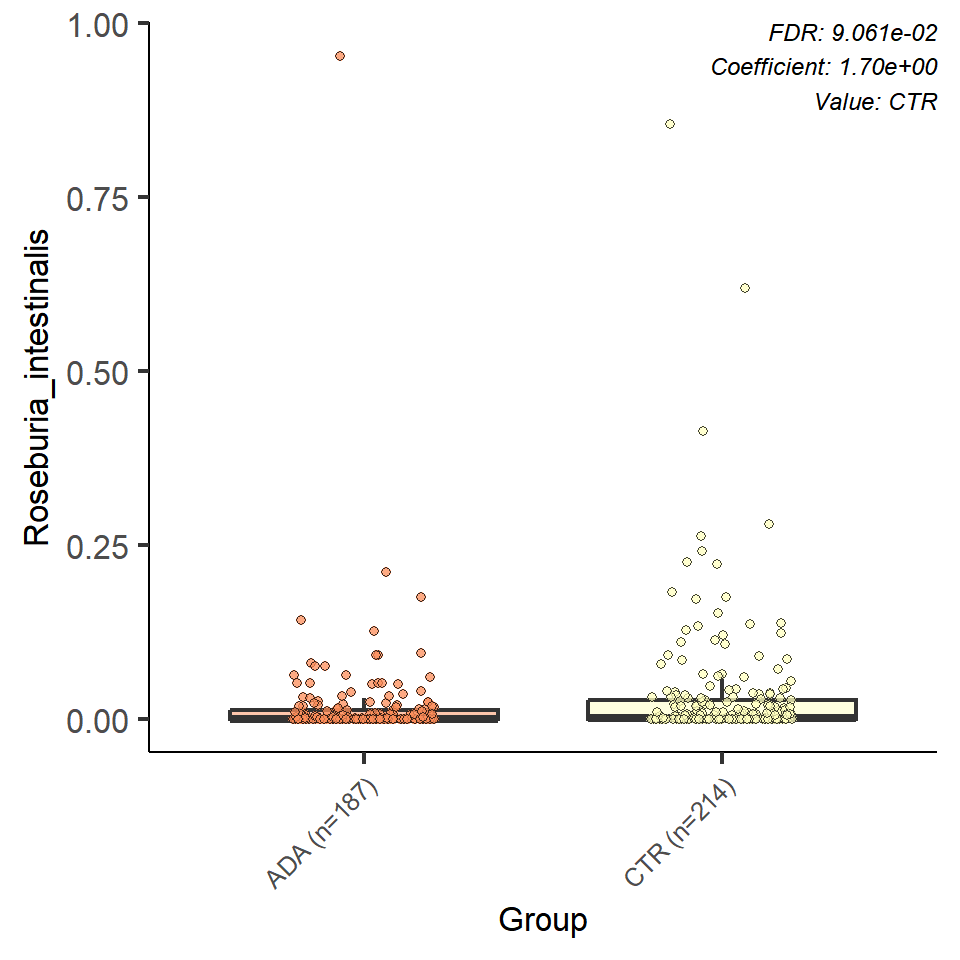 FDR: 9.061e-02
Coefficient: 1.70e+00
Value: CTR
1.00
0.75
0.50
0.25
0.00
Roseburia_intestinalis
ADA (n=187)
CTR (n=214)
Group